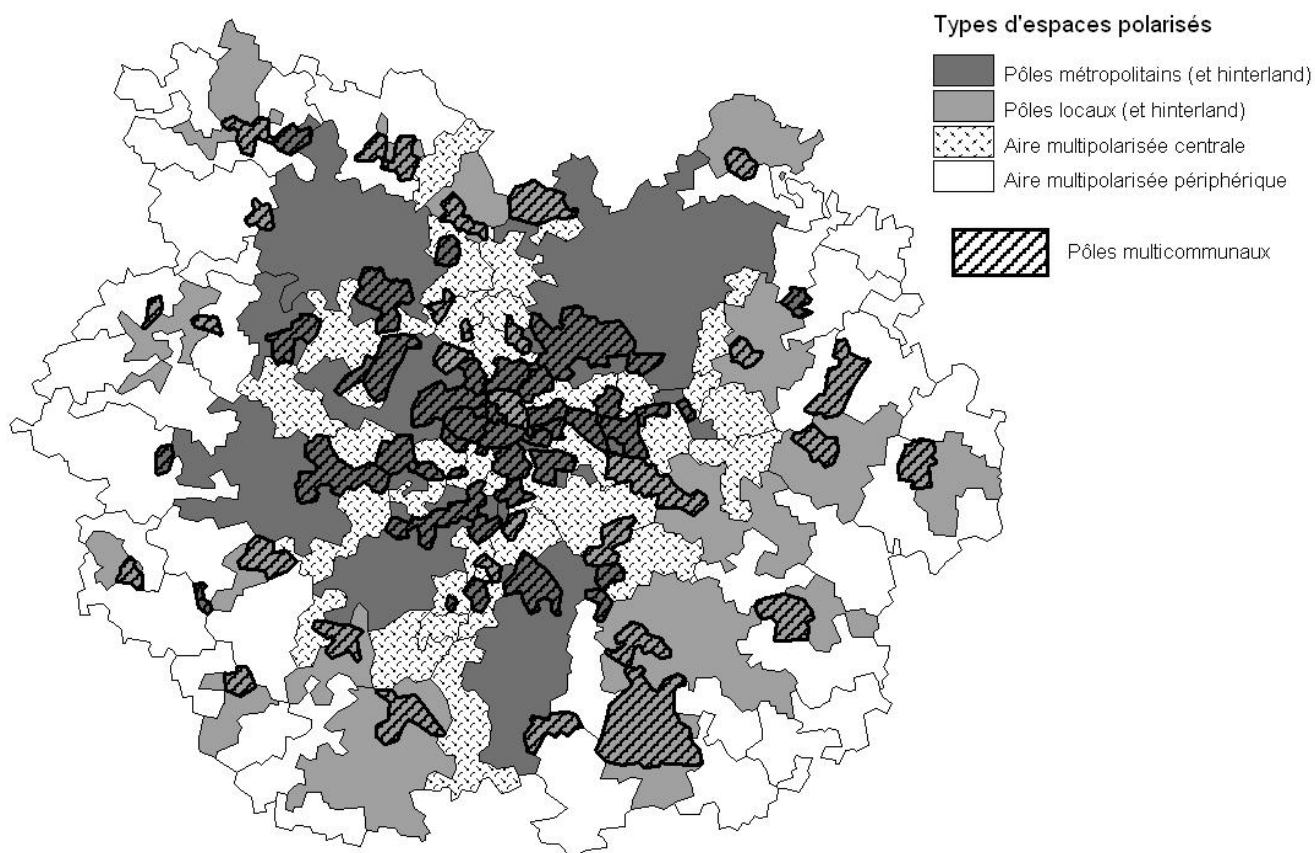 Types d'espaces polarisés
Pôles métropolitains (et hinterland)
Pôles locaux (et hinterland)
Aire multipolarisée centrale
Aire multipolarisée périphérique
Pôles multicommunaux